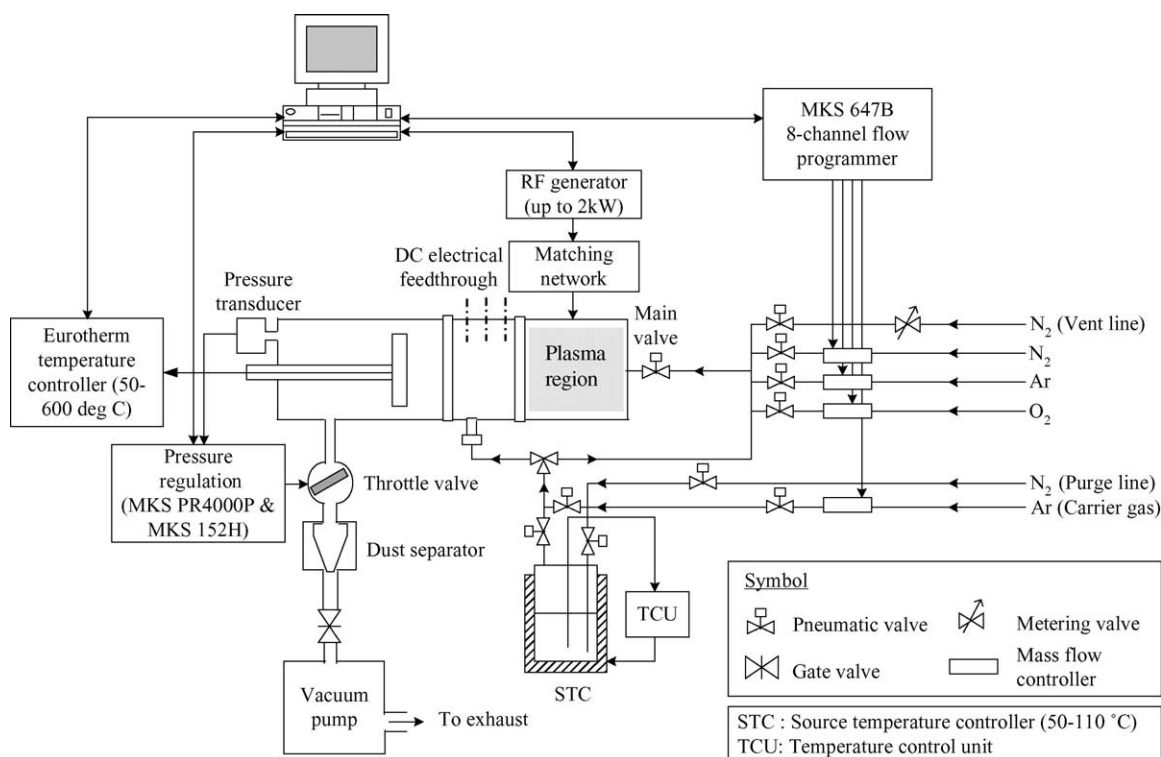 MKS 647B
8-channel flow
programmer
RF generator
(up to 2kW)
DC electrical
feedthrough
Matching
network
Pressure
transducer
Main
valve
Eurotherm
temperature
controller (50-
600 deg C)
Plasma
region
N₂ (Vent line)
N₂
Ar
O₂
Pressure
regulation
(MKS PR4000P &
MKS 152H)
Throttle valve
N₂ (Purge line)
Ar (Carrier gas)
Dust separator
TCU
STC
Vacuum
pump
To exhaust
Symbol
Pneumatic valve
Metering valve
Gate valve
Mass flow
controller
STC : Source temperature controller (50-110 ˚C)
TCU: Temperature control unit